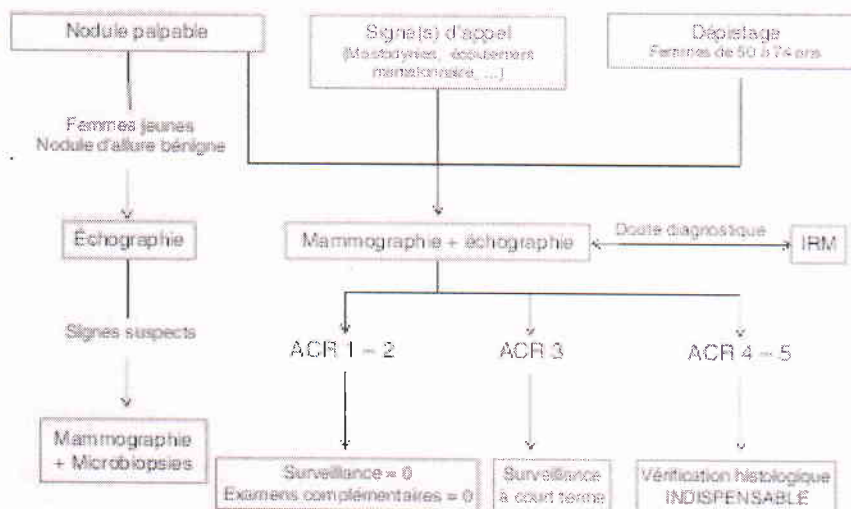 Nodule palpable
Signe(s) d'appel
(Mastodynies, écoulement
mamelonnaire, ...)
Dépistage
Femmes de 50 à 74 ans
Femmes jeunes
Nodule d'allure bénigne
Échographie
Mammographie + échographie
Doute diagnostique
IRM
Signes suspects
ACR 1 – 2
ACR 3
ACR 4 – 5
Mammographie
+ Microbiopsies
Surveillance = 0
Examens complémentaires = 0
Surveillance
à court terme
Vérification histologique
INDISPENSABLE